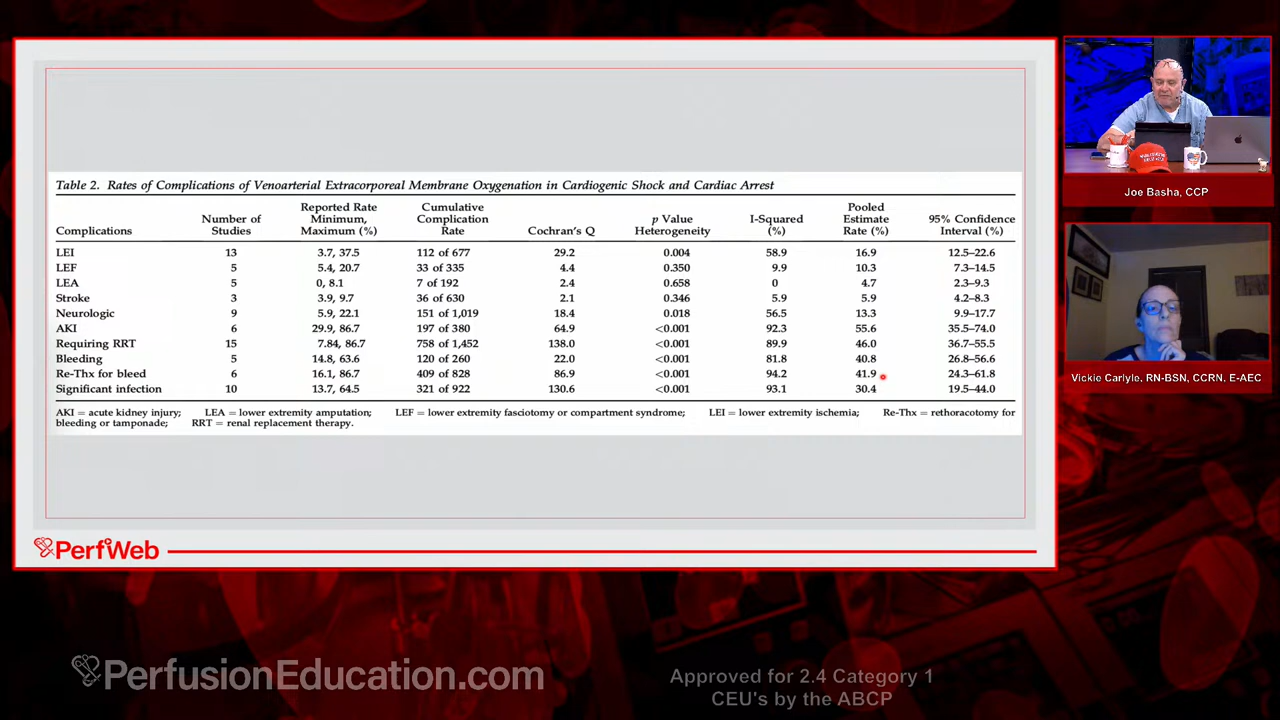 Table 2. Rates of Complications of Venoarterial Extracorporeal Membrane Oxygenation in Cardiogenic Shock and Cardiac Arrest
Complications Number of Studies Reported Rate Minimum, Maximum (%) Cumulative Complication Rate Cochran's Q p Value Heterogeneity I-Squared (%) Pooled Estimate Rate (%) 95% Confidence Interval (%)
LEI 13 3.7, 37.5 112 of 677 29.2 0.004 58.9 16.9 12.5–22.6
LEF 5 5.4, 20.7 33 of 335 4.4 0.350 9.9 10.3 7.3–14.5
LEA 5 0, 8.1 7 of 192 2.4 0.658 0 4.7 2.3–9.3
Stroke 3 3.9, 9.7 36 of 630 2.1 0.346 5.9 5.9 4.2–8.3
Neurologic 9 5.9, 22.1 151 of 1,019 18.4 0.018 56.5 13.3 9.9–17.7
AKI 6 29.9, 86.7 197 of 380 64.9 <0.001 92.3 55.6 35.5–74.0
Requiring RRT 15 7.84, 86.7 758 of 1,452 138.0 <0.001 89.9 46.0 36.7–55.5
Bleeding 5 14.8, 63.6 120 of 260 22.0 <0.001 81.8 40.8 26.8–56.6
Re-Thx for bleed 6 16.1, 86.7 409 of 828 86.9 <0.001 94.2 41.9 24.3–61.8
Significant infection 10 13.7, 64.5 321 of 922 130.6 <0.001 93.1 30.4 19.5–44.0
AKI = acute kidney injury; LEA = lower extremity amputation; LEF = lower extremity fasciotomy or compartment syndrome; LEI = lower extremity ischemia; Re-Thx = rethoracotomy for
bleeding or tamponade; RRT = renal replacement therapy.
PerfWeb
Joe Basha, CCP
Vickie Carlyle, RN-BSN, CCRN, E-AEC
PerfusionEducation.com
Approved for 2.4 Category 1
CEU's by the ABCP